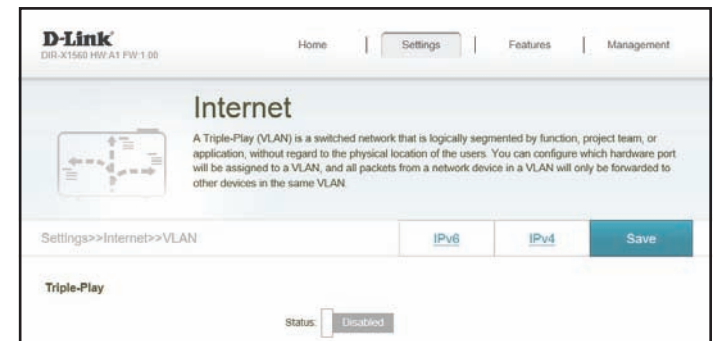 D-Link
DIR-X1560 HW:A1 FW:1.00
Home | Settings | Features | Management
Internet
A Triple-Play (VLAN) is a switched network that is logically segmented by function, project team, or
application, without regard to the physical location of the users. You can configure which hardware port
will be assigned to a VLAN, and all packets from a network device in a VLAN will only be forwarded to
other devices in the same VLAN
Settings>>Internet>>VLAN IPv6 IPv4 Save
Triple-Play
Status: Disabled